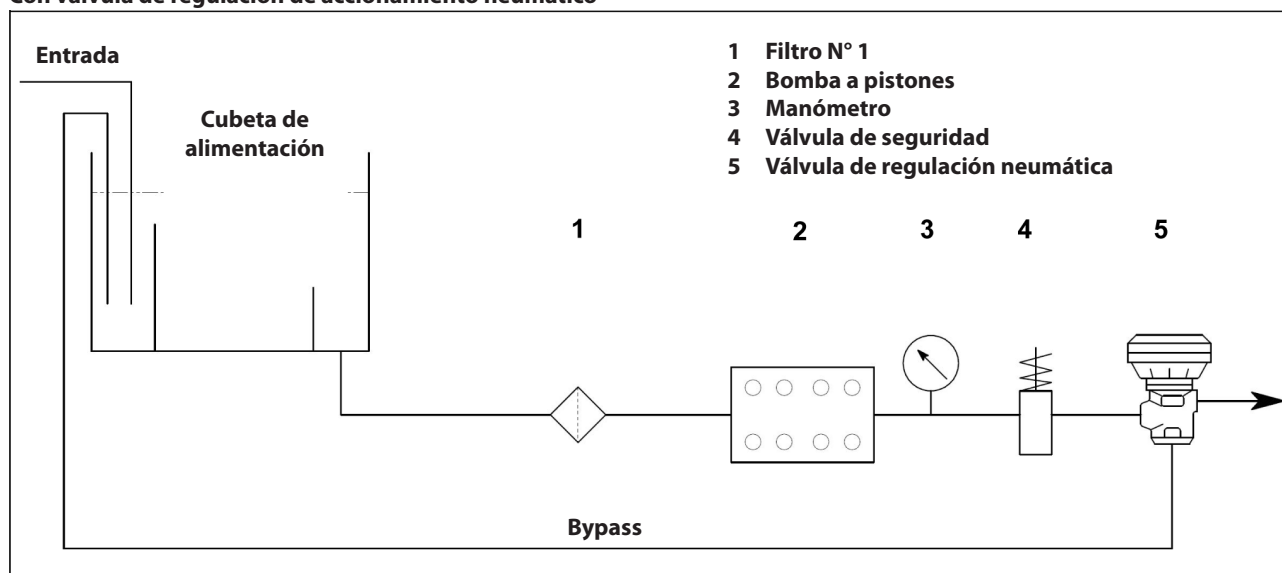 Con válvula de regulación de accionamiento neumático
Entrada
Cubeta de
alimentación
1 Filtro N° 1
2 Bomba a pistones
3 Manómetro
4 Válvula de seguridad
5 Válvula de regulación neumática
1 2 3 4 5
Bypass